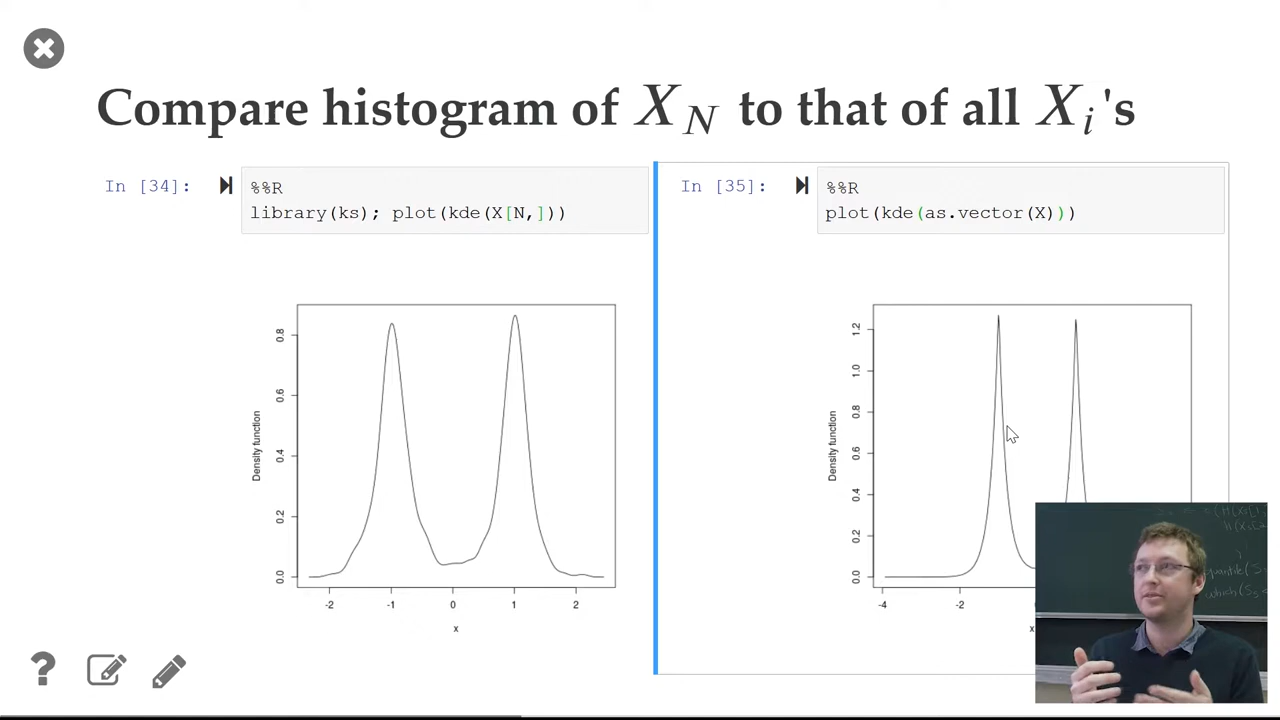 Compare histogram of X_N to that of all X_i's
In [34]:
%%R
library(ks); plot(kde(X[N,]))
In [35]:
%%R
plot(kde(as.vector(X)))
Density function
0.8
0.6
0.4
0.2
0.0
-2 -1 0 1 2
x
Density function
1.2
1.0
0.8
0.6
0.4
0.2
0.0
-4 -2
x
?
quantile(S
which(S